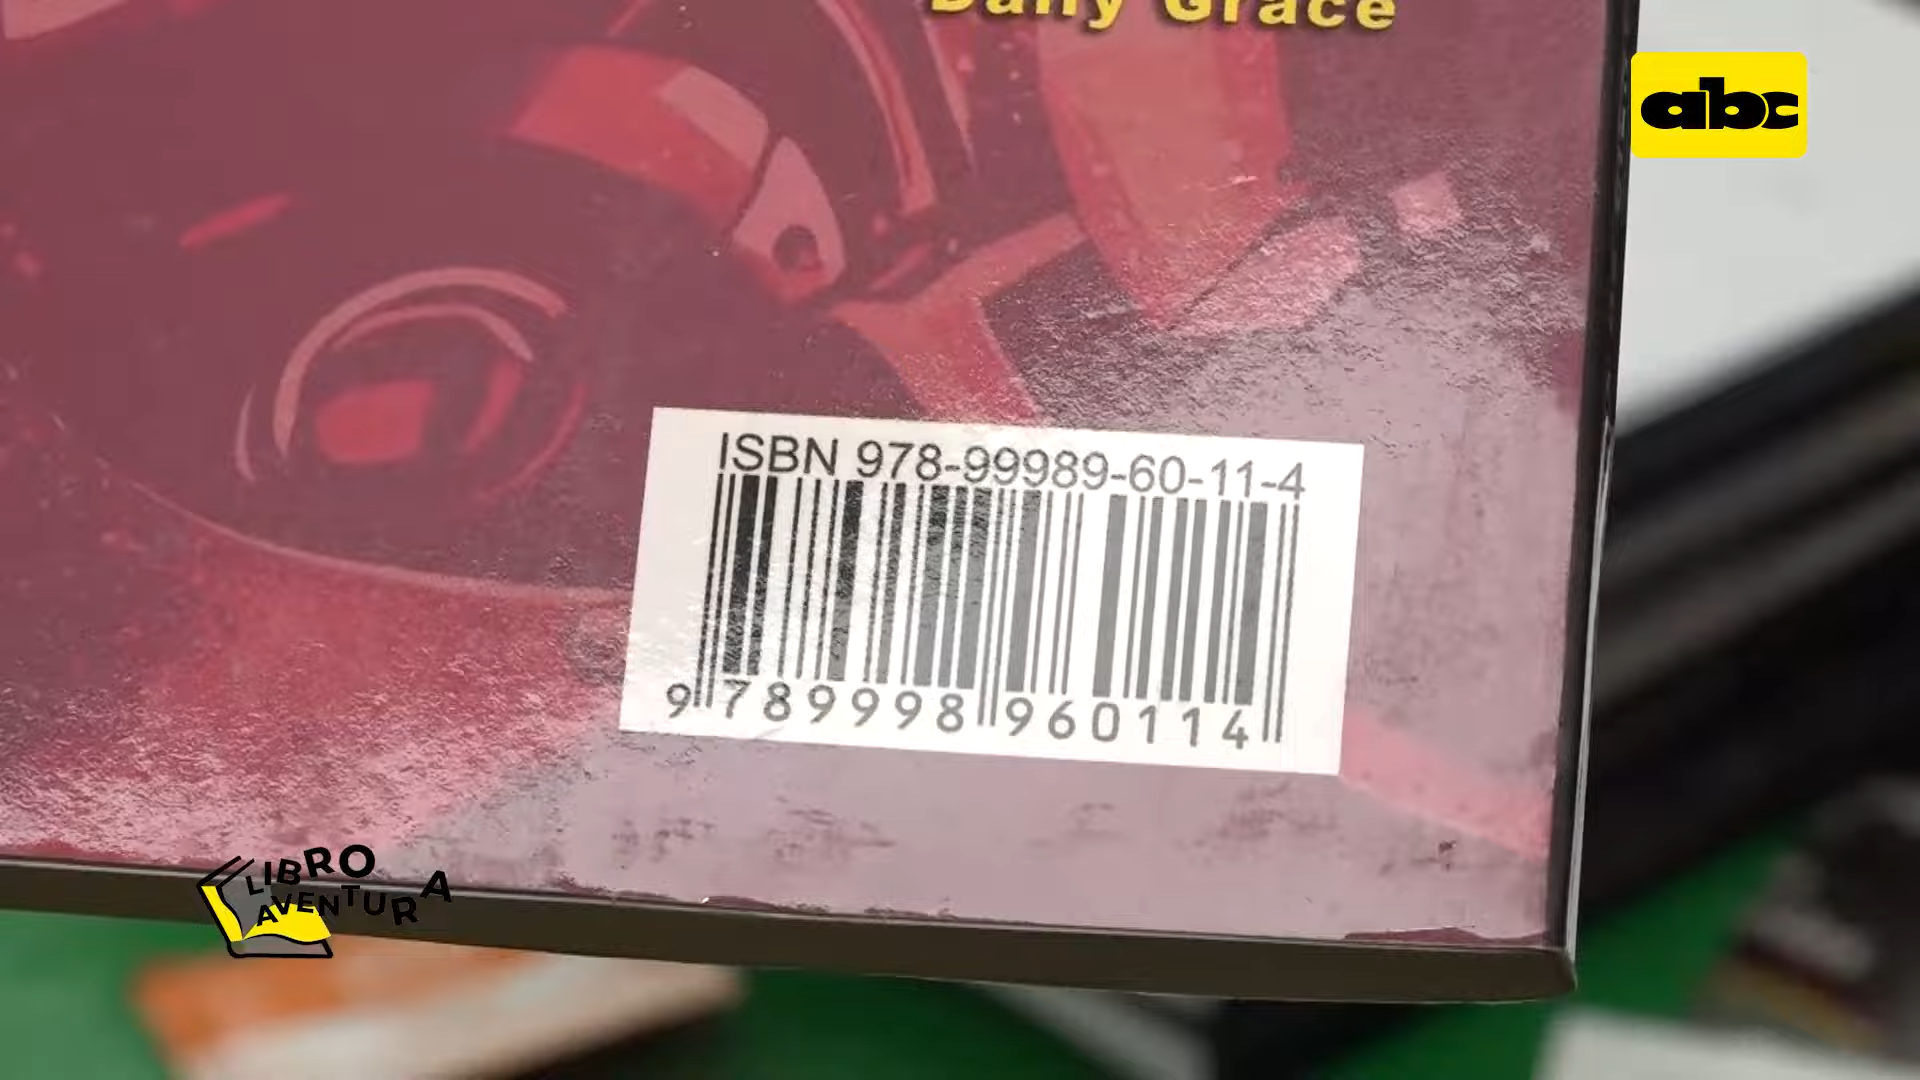 Dany Grace
abc
ISBN 978-99989-60-11-4
9 789998 960114
LIBRO
AVENTURA